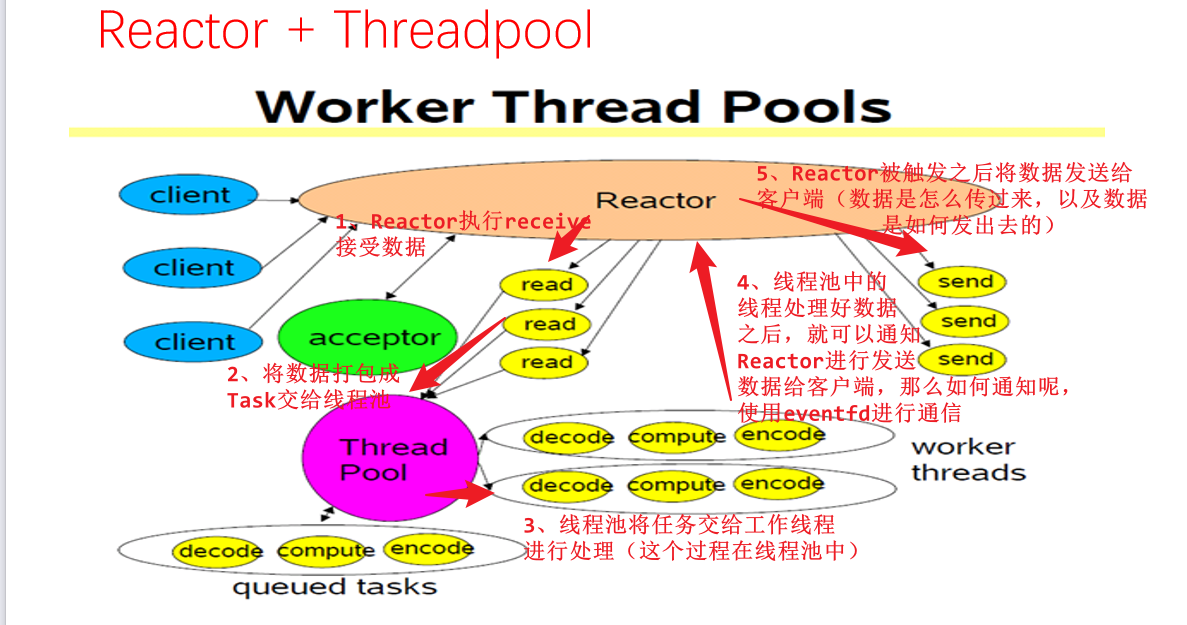 Reactor + Threadpool
Worker Thread Pools
client
client
client
Reactor
acceptor
1、Reactor执行receive
接受数据
5、Reactor被触发之后将数据发送给
客户端（数据是怎么传过来，以及数据
是如何发出去的）
read
read
read
send
send
send
2、将数据打包成
Task交给线程池
4、线程池中的
线程处理好数据
之后，就可以通知
Reactor进行发送
数据给客户端，那么如何通知呢，
使用eventfd进行通信
Thread
Pool
decode compute encode
decode compute encode
worker
threads
3、线程池将任务交给工作线程
进行处理（这个过程在线程池中）
decode compute encode
queued tasks